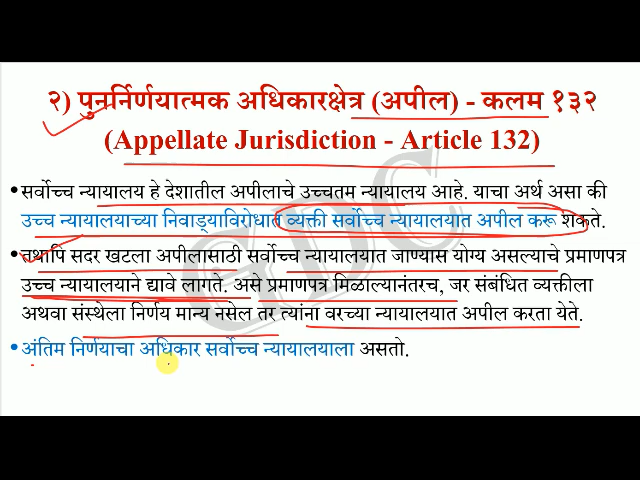 २) पुनर्निर्णयात्मक अधिकारक्षेत्र (अपील) - कलम १३२
(Appellate Jurisdiction - Article 132)
• सर्वोच्च न्यायालय हे देशातील अपीलाचे उच्चतम न्यायालय आहे. याचा अर्थ असा की
उच्च न्यायालयाच्या निवाड्याविरोधात व्यक्ती सर्वोच्च न्यायालयात अपील करू शकते.
• तथापि सदर खटला अपीलासाठी सर्वोच्च न्यायालयात जाण्यास योग्य असल्याचे प्रमाणपत्र
उच्च न्यायालयाने द्यावे लागते. असे प्रमाणपत्र मिळाल्यानंतरच, जर संबंधित व्यक्तीला
अथवा संस्थेला निर्णय मान्य नसेल तर त्यांना वरच्या न्यायालयात अपील करता येते.
• अंतिम निर्णयाचा अधिकार सर्वोच्च न्यायालयाला असतो.
GDC